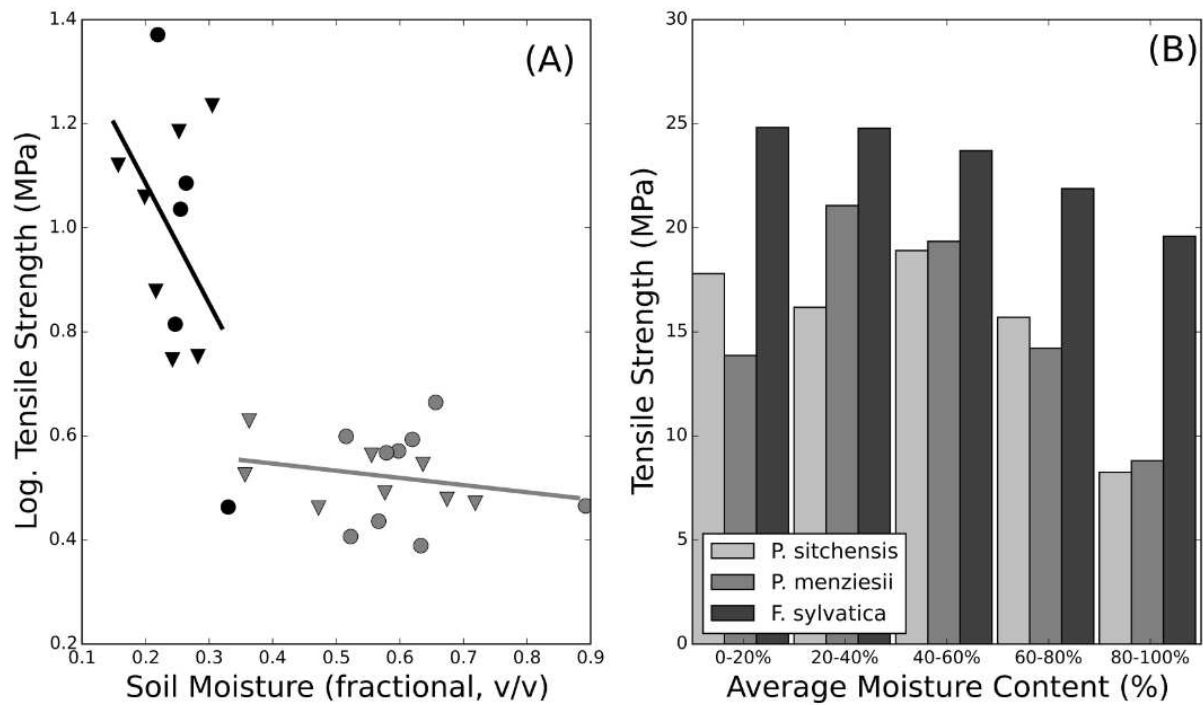 (A)
Log. Tensile Strength (MPa)
1.4
1.2
1.0
0.8
0.6
0.4
0.2
0.1 0.2 0.3 0.4 0.5 0.6 0.7 0.8 0.9
Soil Moisture (fractional, v/v)
(B)
Tensile Strength (MPa)
30
25
20
15
10
5
0
P. sitchensis
P. menziesii
F. sylvatica
0-20% 20-40% 40-60% 60-80% 80-100%
Average Moisture Content (%)